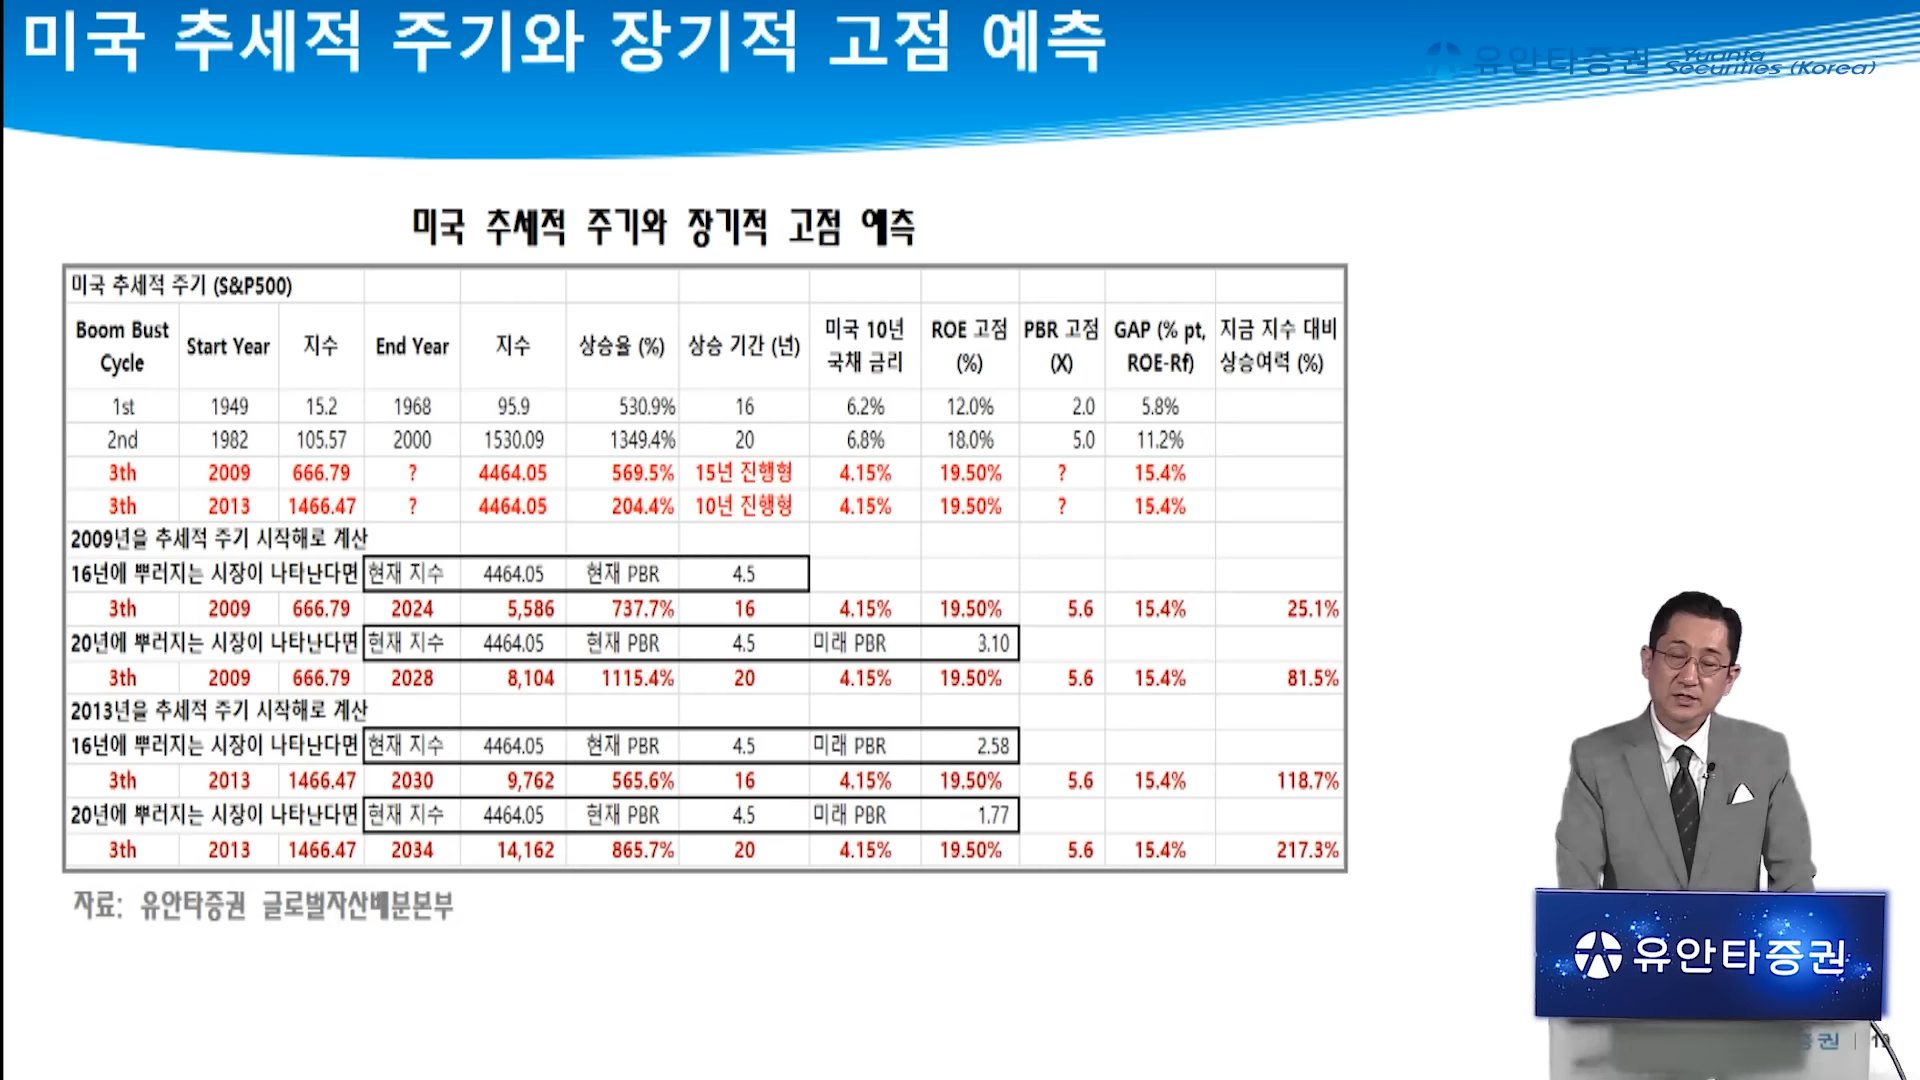 미국 추세적 주기와 장기적 고점 예측
유안타증권 Yuanta Securities (Korea)
미국 추세적 주기와 장기적 고점 예측
미국 추세적 주기 (S&P500)
Boom Bust Cycle Start Year 지수 End Year 지수 상승율 (%) 상승 기간 (년) 미국 10년 국채 금리 ROE 고점 (%) PBR 고점 (X) GAP (% pt, ROE-Rf) 지금 지수 대비 상승여력 (%)
1st 1949 15.2 1968 95.9 530.9% 16 6.2% 12.0% 2.0 5.8%
2nd 1982 105.57 2000 1530.09 1349.4% 20 6.8% 18.0% 5.0 11.2%
3th 2009 666.79 ? 4464.05 569.5% 15년 진행형 4.15% 19.50% ? 15.4%
3th 2013 1466.47 ? 4464.05 204.4% 10년 진행형 4.15% 19.50% ? 15.4%
2009년을 추세적 주기 시작해로 계산
16년에 뿌러지는 시장이 나타난다면 현재 지수 4464.05 현재 PBR 4.5
3th 2009 666.79 2024 5,586 737.7% 16 4.15% 19.50% 5.6 15.4% 25.1%
20년에 뿌러지는 시장이 나타난다면 현재 지수 4464.05 현재 PBR 4.5 미래 PBR 3.10
3th 2009 666.79 2028 8,104 1115.4% 20 4.15% 19.50% 5.6 15.4% 81.5%
2013년을 추세적 주기 시작해로 계산
16년에 뿌러지는 시장이 나타난다면 현재 지수 4464.05 현재 PBR 4.5 미래 PBR 2.58
3th 2013 1466.47 2030 9,762 565.6% 16 4.15% 19.50% 5.6 15.4% 118.7%
20년에 뿌러지는 시장이 나타난다면 현재 지수 4464.05 현재 PBR 4.5 미래 PBR 1.77
3th 2013 1466.47 2034 14,162 865.7% 20 4.15% 19.50% 5.6 15.4% 217.3%
자료: 유안타증권 글로벌자산배분본부
유안타증권